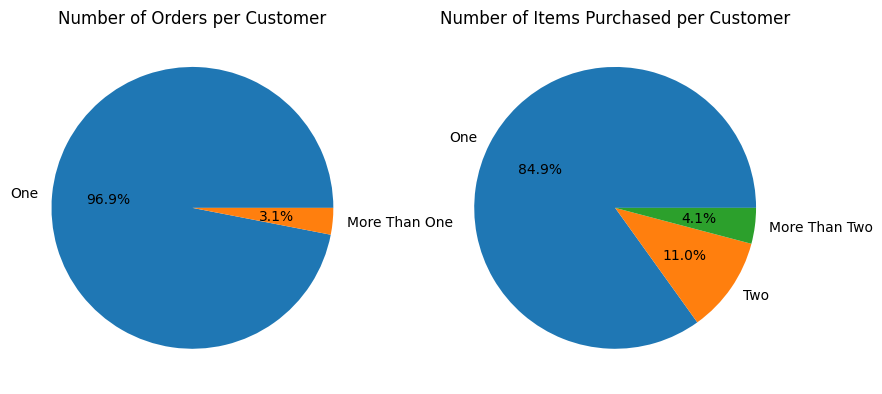 Number of Orders per Customer
One
96.9%
3.1%
More Than One
Number of Items Purchased per Customer
One
84.9%
4.1%
More Than Two
11.0%
Two